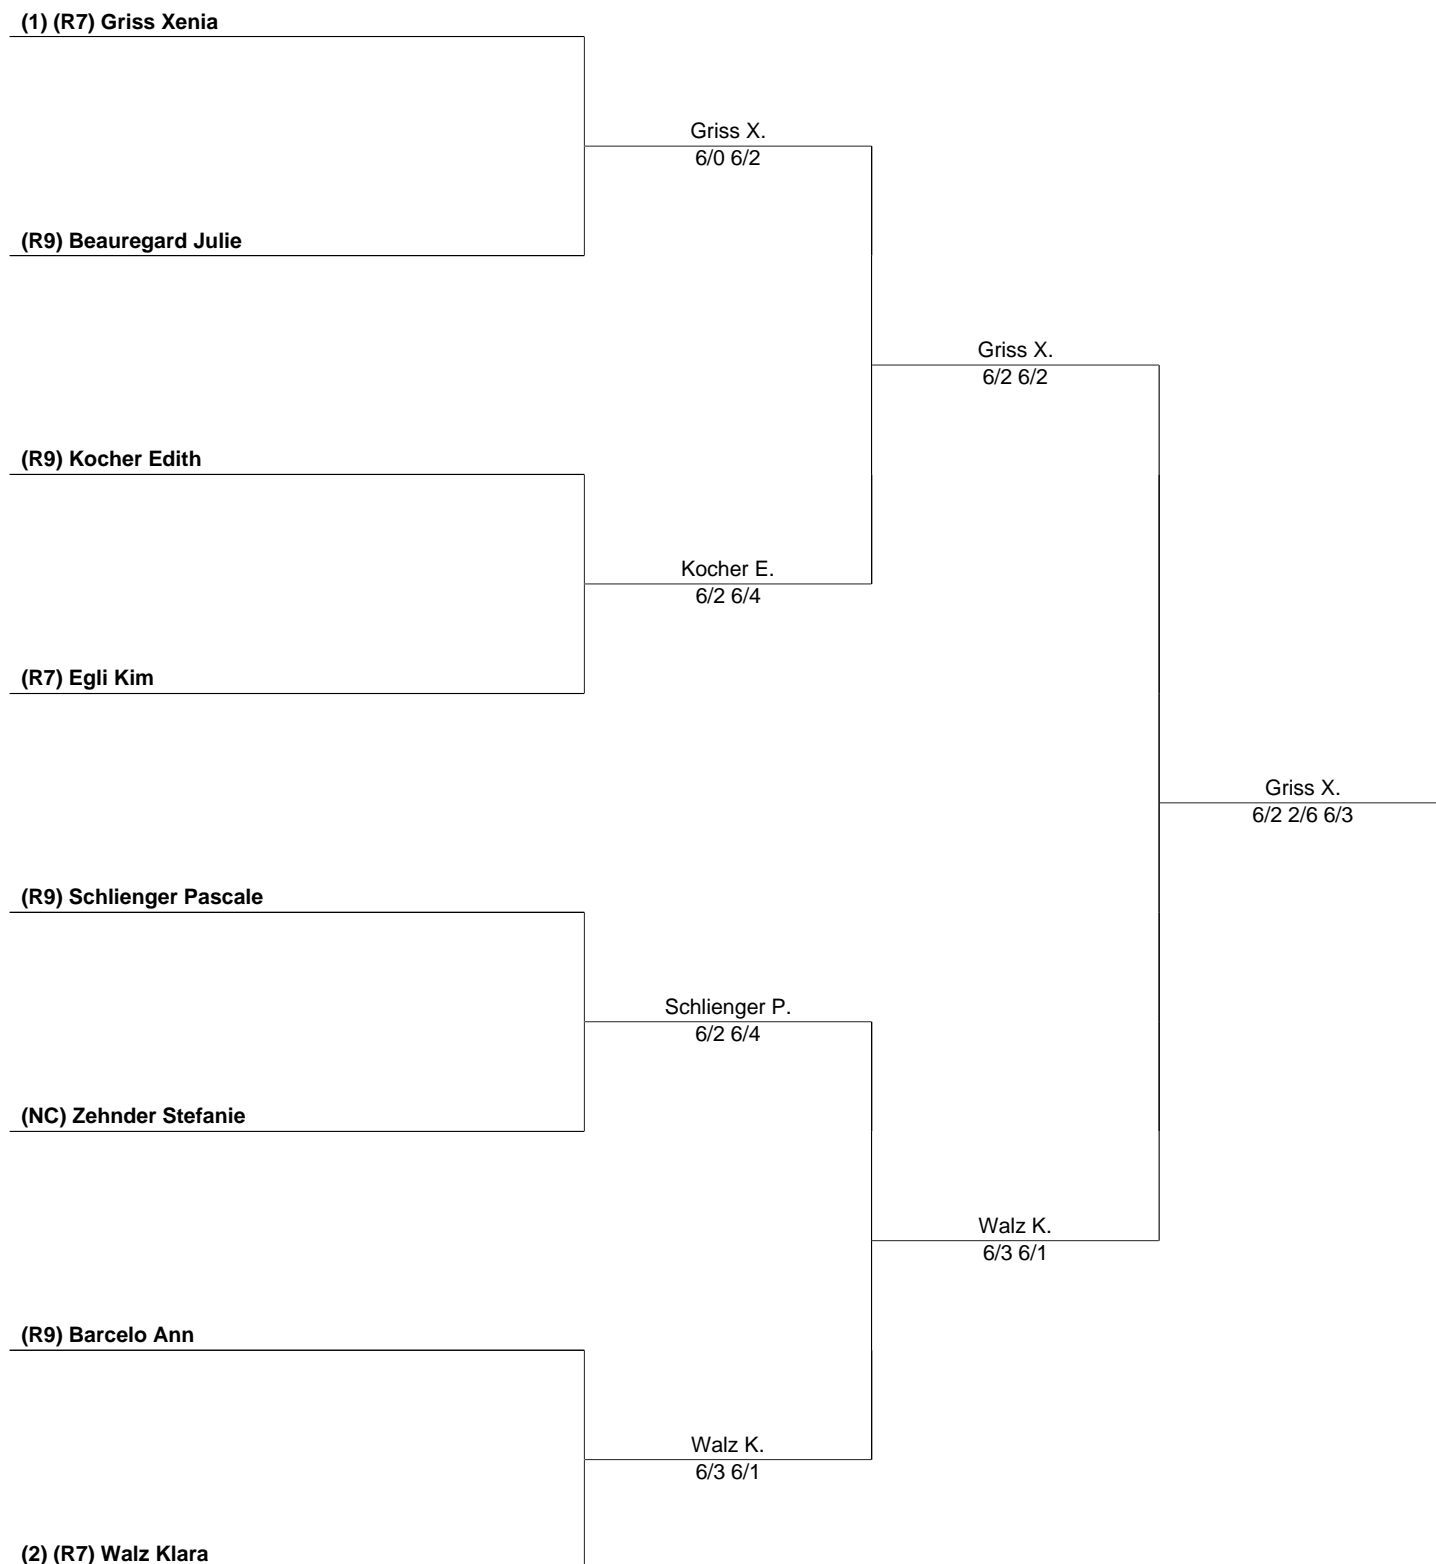 (1) (R7) Griss Xenia
Griss X.
6/0 6/2
(R9) Beauregard Julie
Griss X.
6/2 6/2
(R9) Kocher Edith
Kocher E.
6/2 6/4
(R7) Egli Kim
Griss X.
6/2 2/6 6/3
(R9) Schlienger Pascale
Schlienger P.
6/2 6/4
(NC) Zehnder Stefanie
Walz K.
6/3 6/1
(R9) Barcelo Ann
Walz K.
6/3 6/1
(2) (R7) Walz Klara